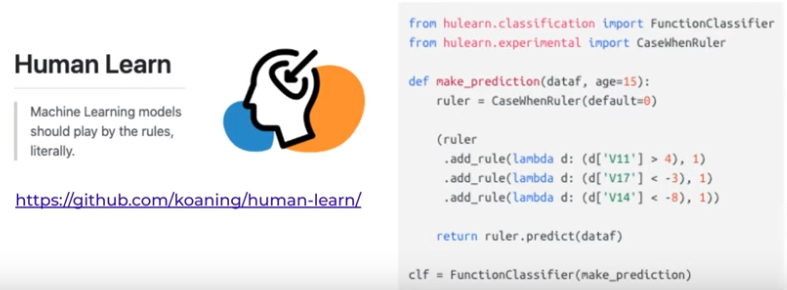 Human Learn
Machine Learning models
should play by the rules,
literally.
https://github.com/koaning/human-learn/
from hulearn.classification import FunctionClassifier
from hulearn.experimental import CaseWhenRuler
def make_prediction(dataf, age=15):
    ruler = CaseWhenRuler(default=0)
    (ruler
     .add_rule(lambda d: (d['V11'] > 4), 1)
     .add_rule(lambda d: (d['V17'] < -3), 1)
     .add_rule(lambda d: (d['V14'] < -8), 1))
    return ruler.predict(dataf)
clf = FunctionClassifier(make_prediction)